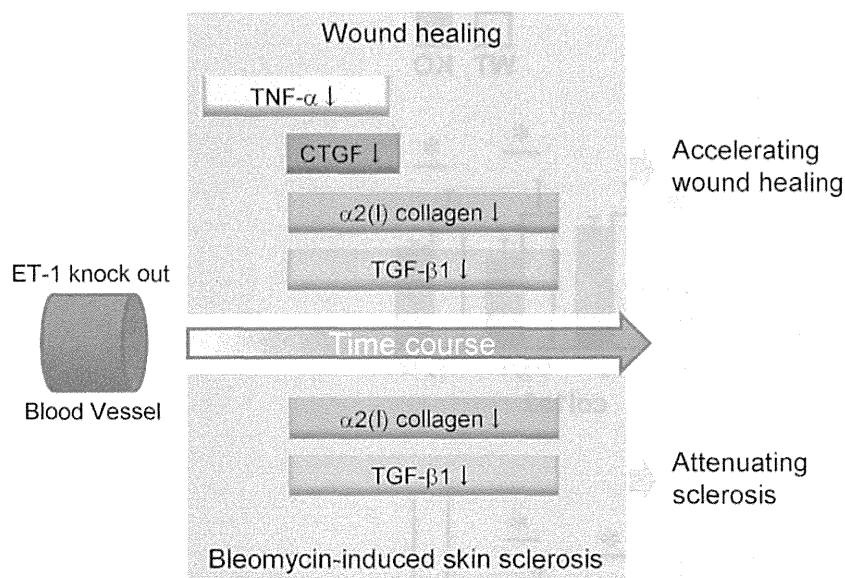 Wound healing
TNF-α ↓
CTGF ↓
α2(I) collagen ↓
TGF-β1 ↓
Accelerating
wound healing
ET-1 knock out
Blood Vessel
Time course
α2(I) collagen ↓
TGF-β1 ↓
Attenuating
sclerosis
Bleomycin-induced skin sclerosis